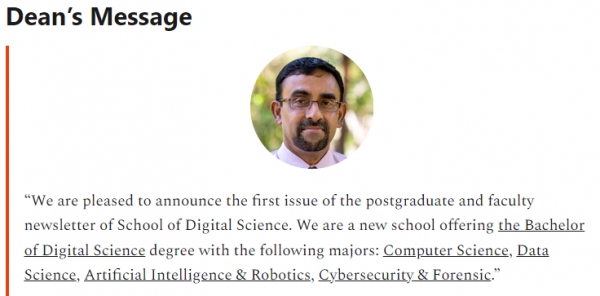 Dean’s Message
“We are pleased to announce the first issue of the postgraduate and faculty
newsletter of School of Digital Science. We are a new school offering the Bachelor
of Digital Science degree with the following majors: Computer Science, Data
Science, Artificial Intelligence & Robotics, Cybersecurity & Forensic.”